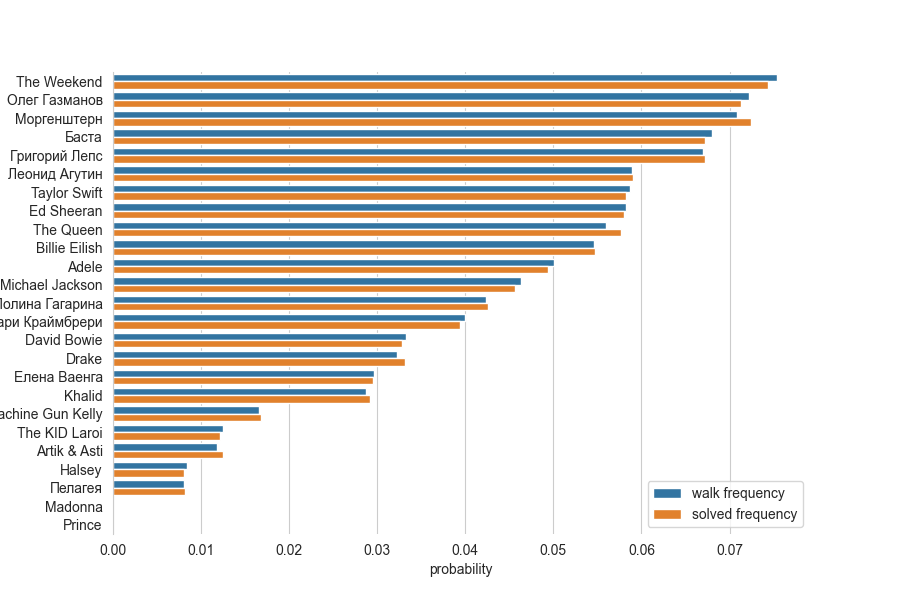 The Weekend
Олег Газманов
Моргенштерн
Баста
Григорий Лепс
Леонид Агутин
Taylor Swift
Ed Sheeran
The Queen
Billie Eilish
Adele
Michael Jackson
Гагарина
Краймбрери
David Bowie
Drake
Елена Ваенга
Khalid
Gun Kelly
The KID Laroi
Artik & Asti
Halsey
Пелагея
Madonna
Prince
walk frequency
solved frequency
0.00 0.01 0.02 0.03 0.04 0.05 0.06 0.07
probability